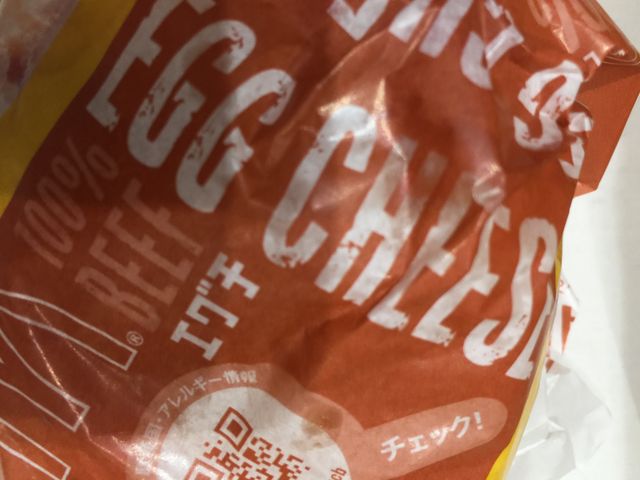 EGG CHEESE
100%
BEEF
エグチ
®
・アレルギー情報
チェック!